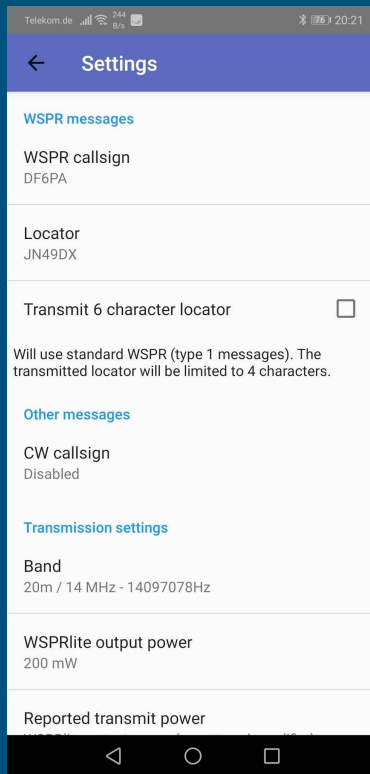 Telekom.de 244 B/s 76 20:21
Settings
WSPR messages
WSPR callsign
DF6PA
Locator
JN49DX
Transmit 6 character locator
Will use standard WSPR (type 1 messages). The
transmitted locator will be limited to 4 characters.
Other messages
CW callsign
Disabled
Transmission settings
Band
20m / 14 MHz - 14097078Hz
WSPRlite output power
200 mW
Reported transmit power